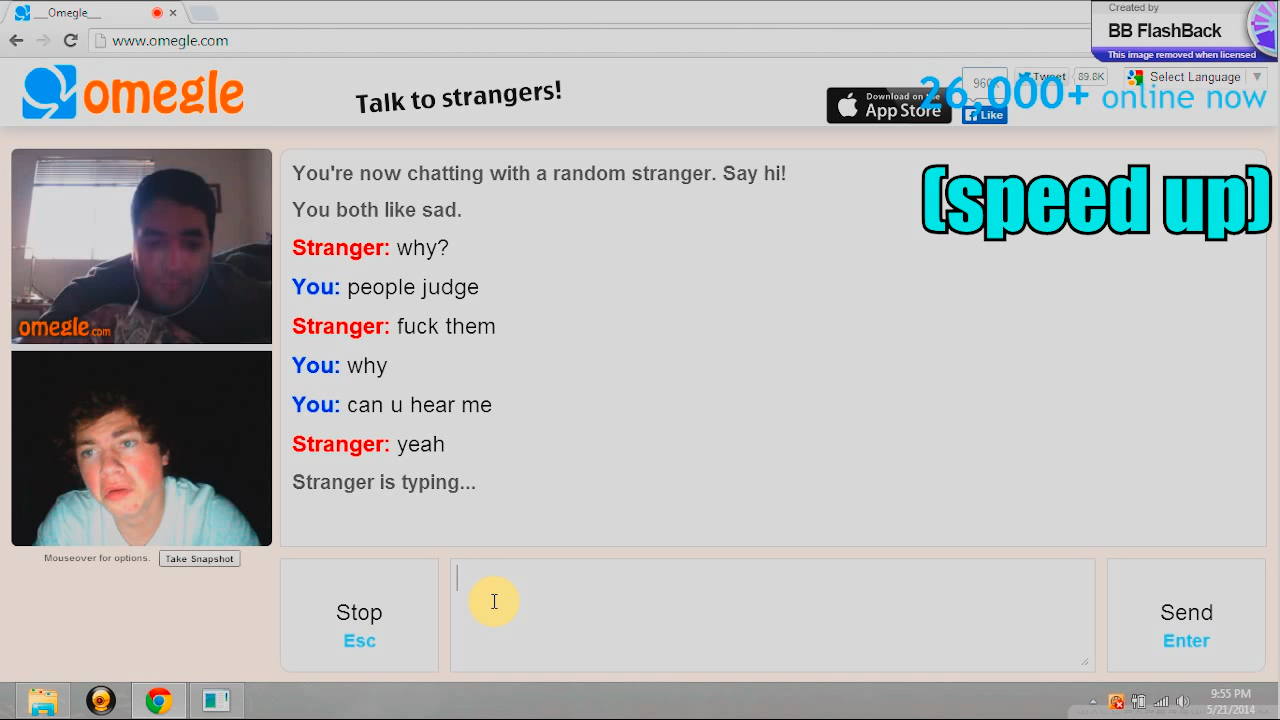 __Omegle__
Created by
BB FlashBack
This image removed when licensed
www.omegle.com
omegle
Talk to strangers!
Download on the
App Store
Like
Tweet
89.8K
Select Language
26,000+ online now
(speed up)
You're now chatting with a random stranger. Say hi!
You both like sad.
Stranger: why?
You: people judge
Stranger: fuck them
You: why
You: can u hear me
Stranger: yeah
Stranger is typing...
omegle.com
Mouseover for options.
Take Snapshot
Stop
Esc
Send
Enter
9:55 PM
5/21/2014